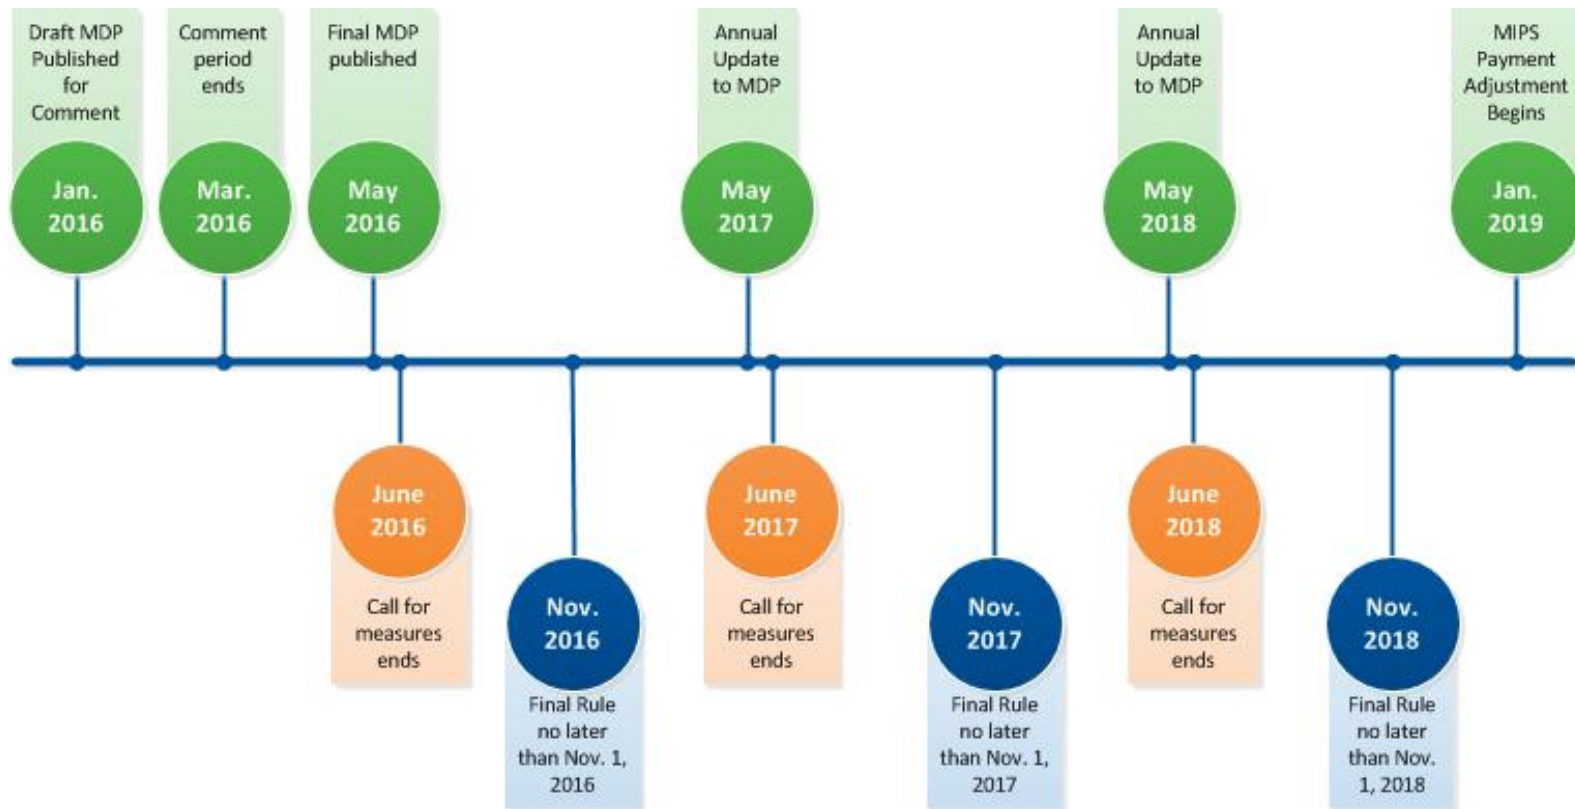 Draft MDP
Published
for
Comment
Jan.
2016
Comment
period
ends
Mar.
2016
Final MDP
published
May
2016
Annual
Update
to MDP
May
2017
Annual
Update
to MDP
May
2018
MIPS
Payment
Adjustment
Begins
Jan.
2019
June
2016
Call for
measures
ends
Nov.
2016
Final Rule
no later
than Nov. 1,
2016
June
2017
Call for
measures
ends
Nov.
2017
Final Rule
no later
than Nov. 1,
2017
June
2018
Call for
measures
ends
Nov.
2018
Final Rule
no later
than Nov.
1, 2018